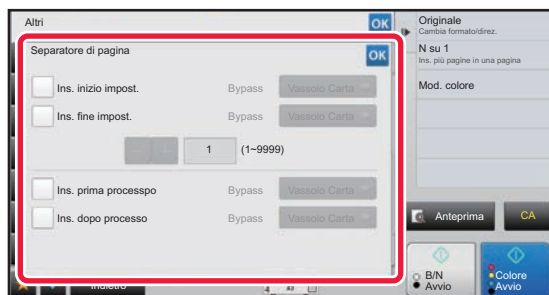 Altri
OK
Separatore di pagina
OK
Ins. inizio impost.
Bypass
Vassoio Carta
Ins. fine impost.
Bypass
Vassoio Carta
1 (1~9999)
Ins. prima processpo
Bypass
Vassoio Carta
Ins. dopo processo
Bypass
Vassoio Carta
Indietro
Originale
Cambia formato/direz.
N su 1
Ins. più pagine in una pagina
Mod. colore
Anteprima
CA
B/N
Avvio
Colore
Avvio